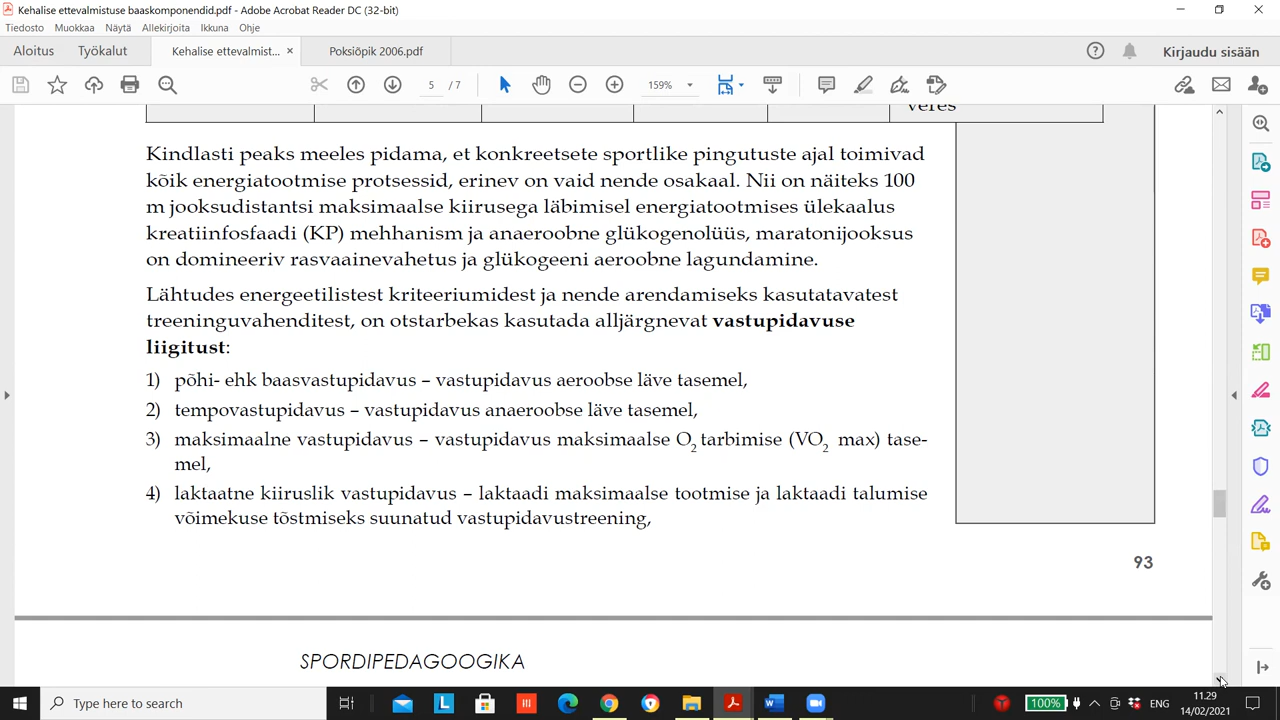 Kehalise ettevalmistuse baaskomponendid.pdf - Adobe Acrobat Reader DC (32-bit)
Tiedosto Muokkaa Näytä Allekirjoita Ikkuna Ohje
Aloitus Työkalut Kehalise ettevalmist... × Poksiõpik 2006.pdf Kirjaudu sisään
5 / 7 159%
veres
Kindlasti peaks meeles pidama, et konkreetsete sportlike pingutuste ajal toimivad
kõik energiatootmise protsessid, erinev on vaid nende osakaal. Nii on näiteks 100
m jooksudistantsi maksimaalse kiirusega läbimisel energiatootmises ülekaalus
kreatiinfosfaadi (KP) mehhanism ja anaeroobne glükogenolüüs, maratonijooksus
on domineeriv rasvaainevahetus ja glükogeeni aeroobne lagundamine.
Lähtudes energeetilistest kriteeriumidest ja nende arendamiseks kasutatavatest
treeninguvahenditest, on otstarbekas kasutada alljärgnevat vastupidavuse
liigitust:
1) põhi- ehk baasvastupidavus – vastupidavus aeroobse läve tasemel,
2) tempovastupidavus – vastupidavus anaeroobse läve tasemel,
3) maksimaalne vastupidavus – vastupidavus maksimaalse O2 tarbimise (VO2 max) tase-
mel,
4) laktaatne kiiruslik vastupidavus – laktaadi maksimaalse tootmise ja laktaadi talumise
võimekuse tõstmiseks suunatud vastupidavustreening,
93
SPORDIPEDAGOOGIKA
Type here to search
100% ENG 11.29
14/02/2021